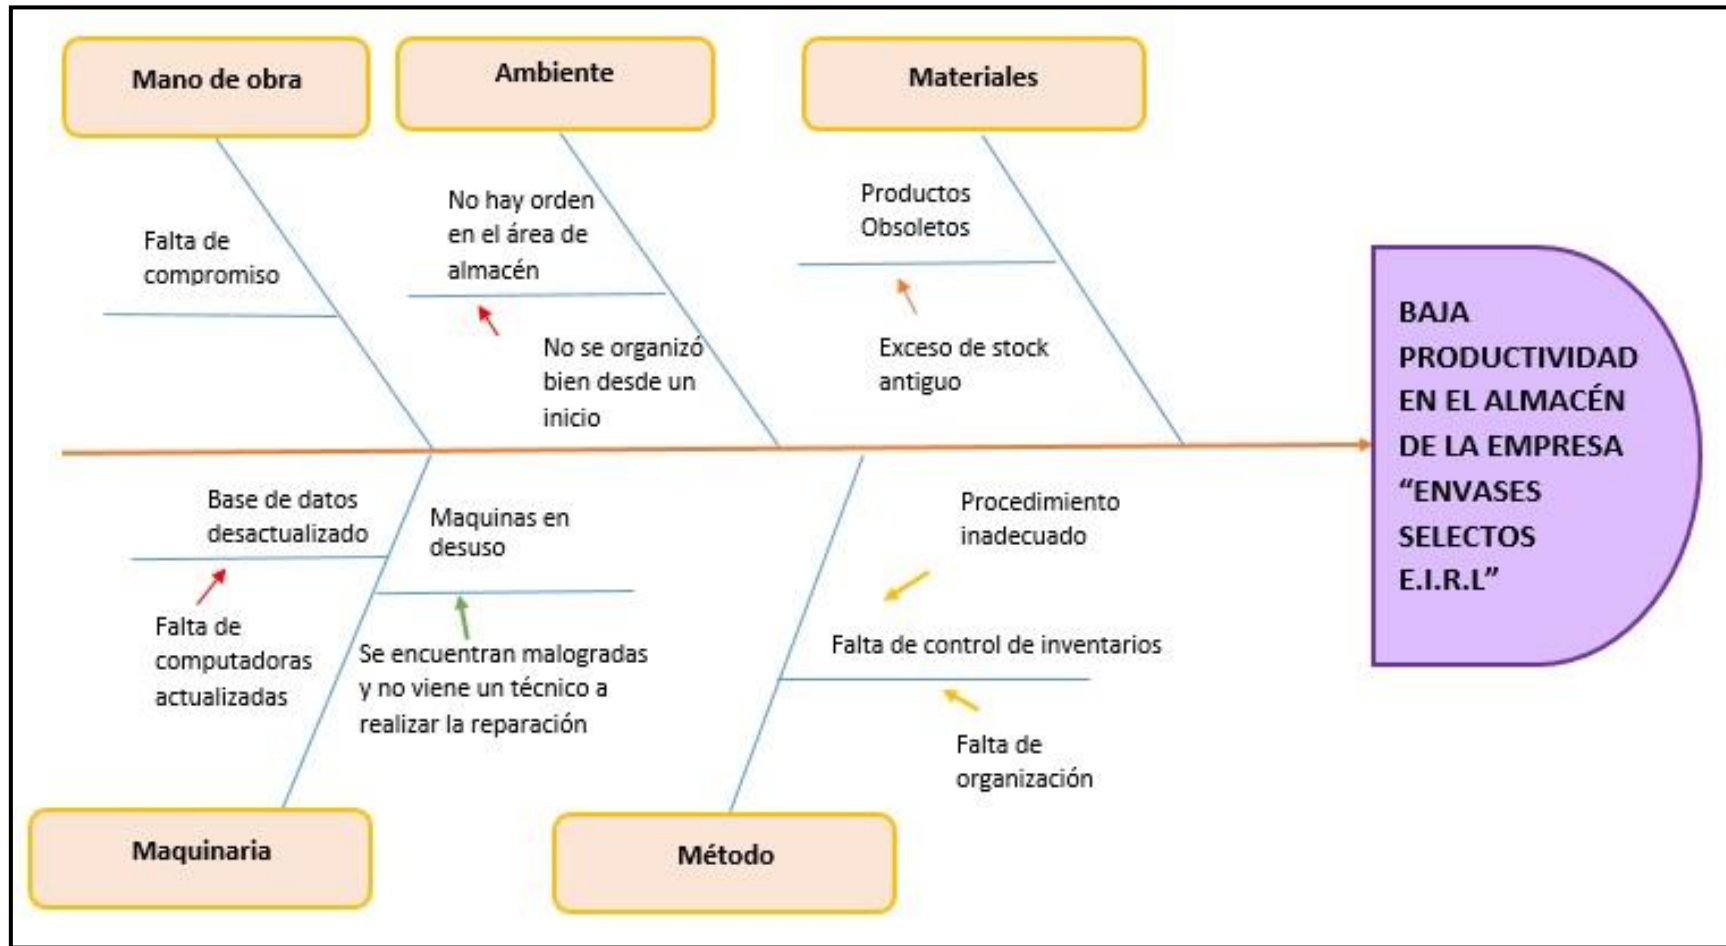 Mano de obra
Ambiente
Materiales
Falta de
compromiso
No hay orden
en el área de
almacén
No se organizó
bien desde un
inicio
Productos
Obsoletos
Exceso de stock
antiguo
BAJA
PRODUCTIVIDAD
EN EL ALMACÉN
DE LA EMPRESA
“ENVASES
SELECTOS
E.I.R.L”
Base de datos
desactualizado
Falta de
computadoras
actualizadas
Maquinas en
desuso
Se encuentran malogradas
y no viene un técnico a
realizar la reparación
Procedimiento
inadecuado
Falta de control de inventarios
Falta de
organización
Maquinaria
Método